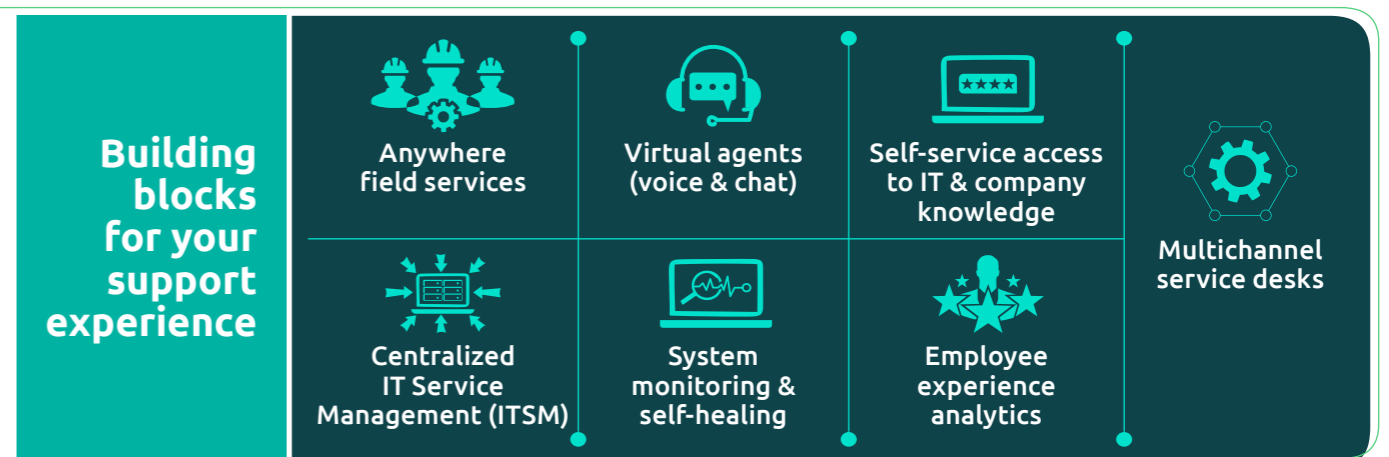 Building
blocks
for your
support
experience
Anywhere
field services
Virtual agents
(voice & chat)
Self-service access
to IT & company
knowledge
Centralized
IT Service
Management (ITSM)
System
monitoring &
self-healing
Employee
experience
analytics
Multichannel
service desks